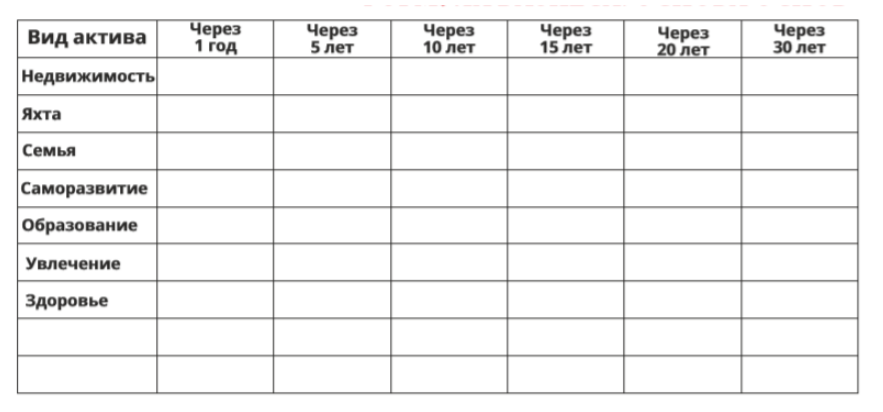 Вид актива
Через
1 год
Через
5 лет
Через
10 лет
Через
15 лет
Через
20 лет
Через
30 лет
Недвижимость
Яхта
Семья
Саморазвитие
Образование
Увлечение
Здоровье